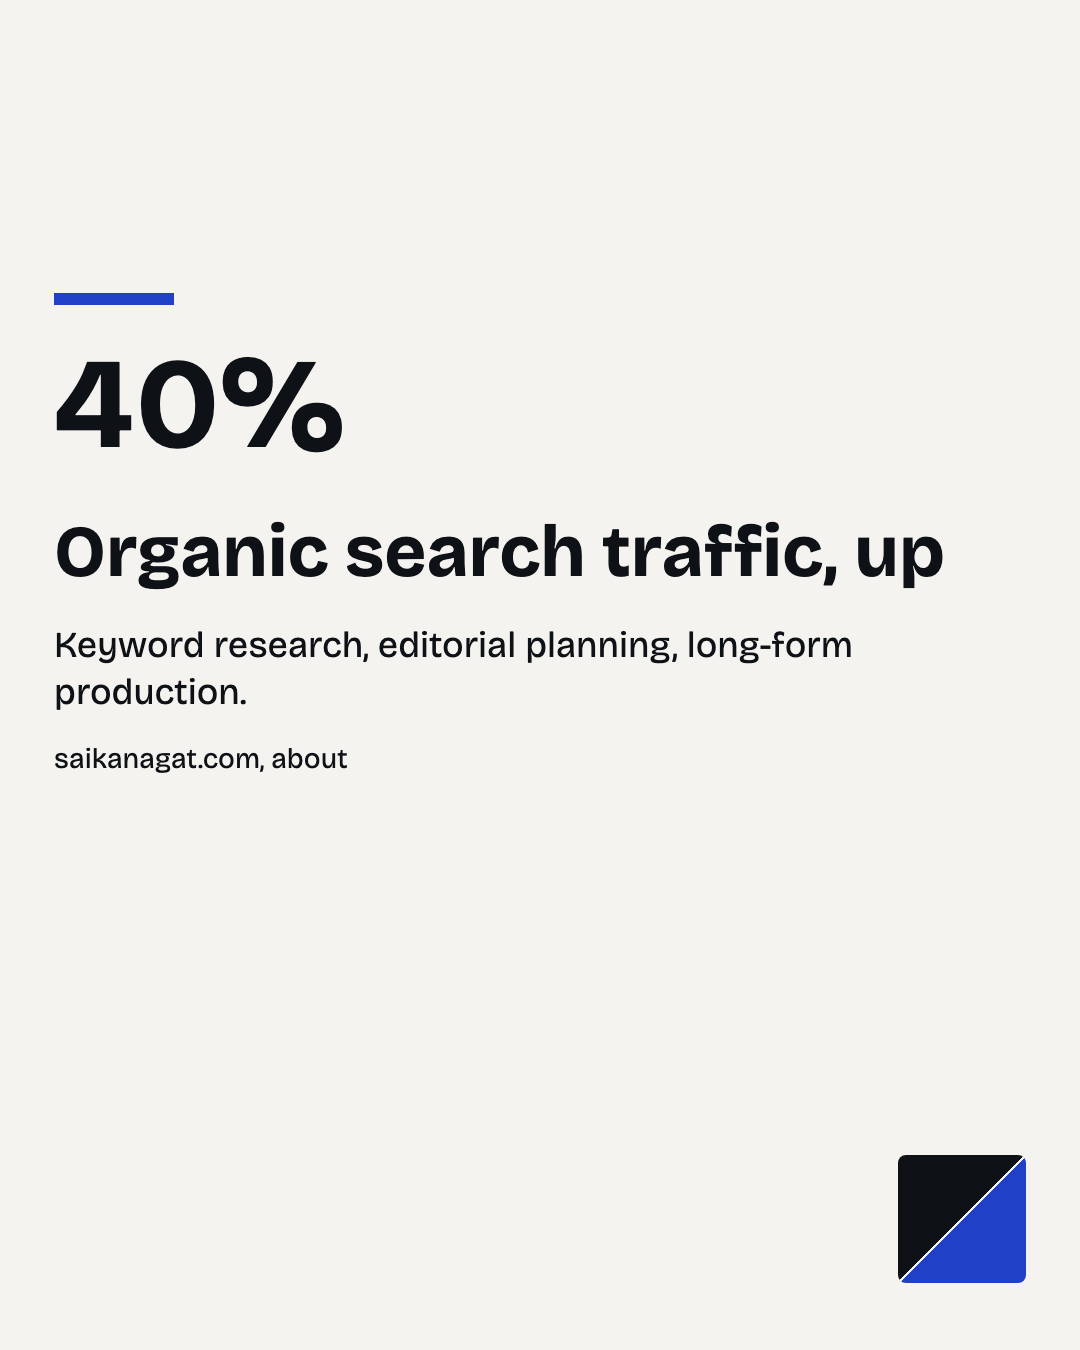 40%
Organic search traffic, up
Keyword research, editorial planning, long-form
production.
saikanagat.com, about